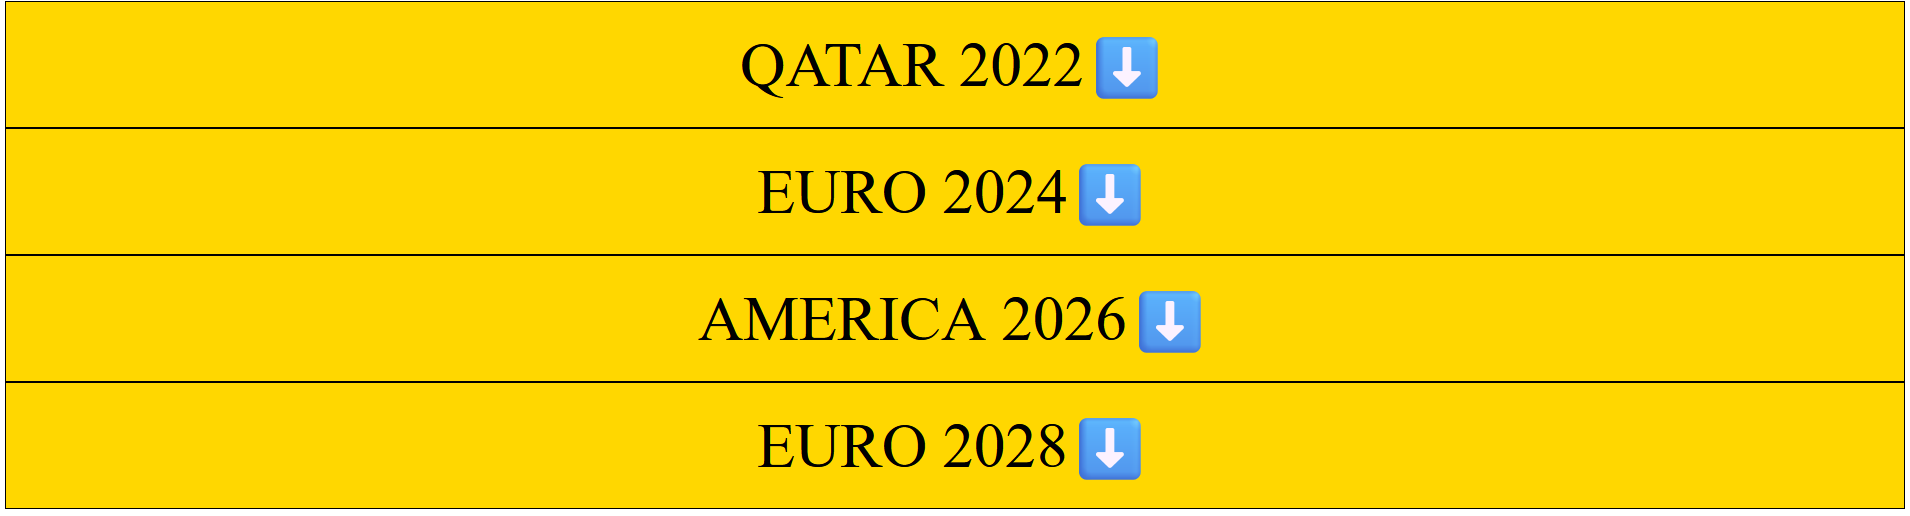 QATAR 2022 ⬇️
EURO 2024 ⬇️
AMERICA 2026 ⬇️
EURO 2028 ⬇️